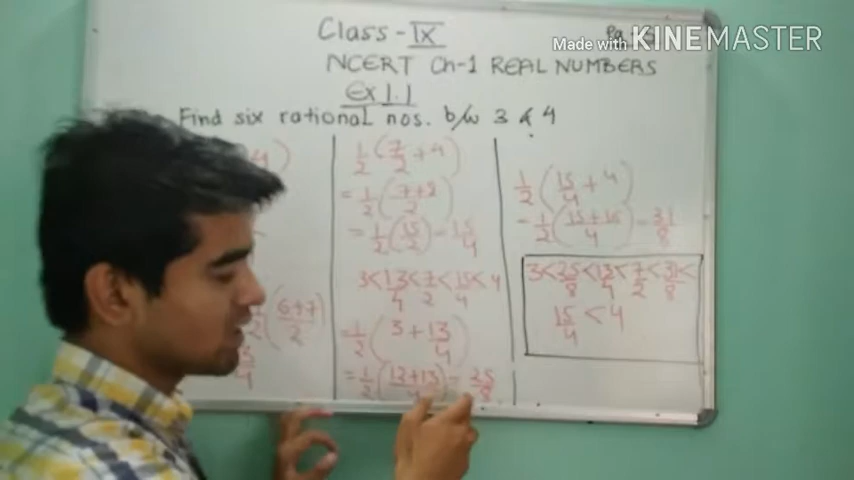 Made with KINEMASTER
Class - IX
NCERT Ch-1 REAL NUMBERS
Ex 1.1
Find six rational nos. b/w 3 & 4
4)
1/2 (6+7/2)
1/2 (7/2 + 4)
= 1/2 (7+8/2)
= 1/2 (15/2) = 15/4
3 < 13/4 < 7/2 < 15/4 < 4
= 1/2 (3 + 13/4)
= 1/2 (12+13/4) = 25/8
1/2 (15/4 + 4)
= 1/2 (15+16/4) = 31/8
3 < 25/8 < 13/4 < 7/2 < 31/8 <
15/4 < 4